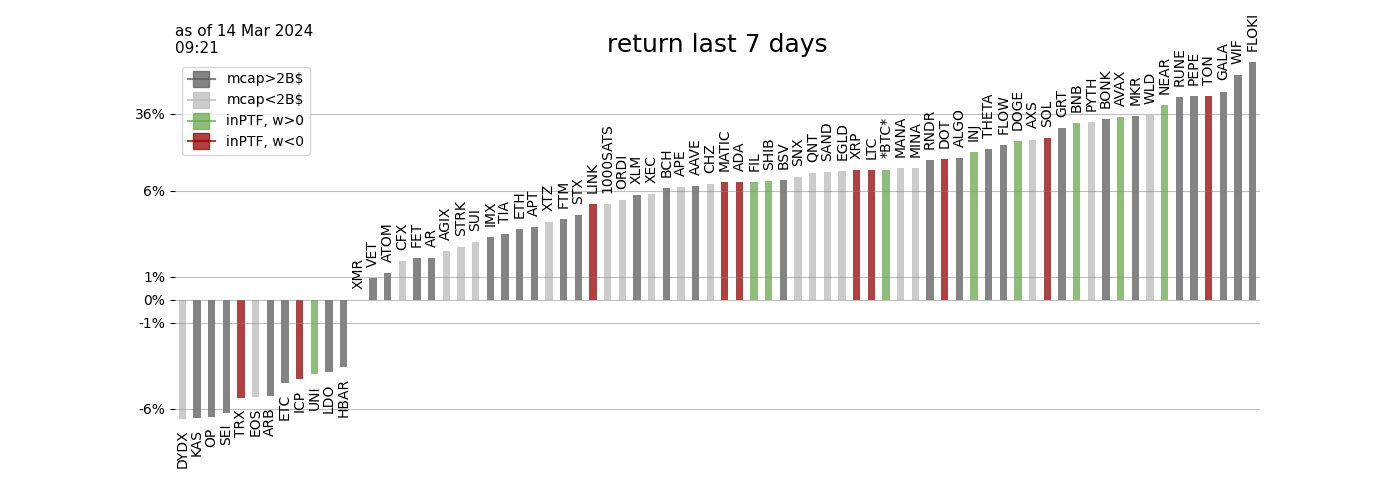 as of 14 Mar 2024
09:21
return last 7 days
mcap>2B$
mcap<2B$
inPTF, w>0
inPTF, w<0
36%
6%
1%
0%
-1%
-6%
DYDX
KAS
OP
SEI
TRX
EOS
ARB
ETC
ICP
UNI
LDO
HBAR
XMR
VET
ATOM
CFX
FET
AR
AGIX
STRK
SUI
IMX
TIA
ETH
APT
XTZ
FTM
STX
LINK
1000SATS
ORDI
XLM
XEC
BCH
APE
AAVE
CHZ
MATIC
ADA
FIL
SHIB
BSV
SNX
QNT
SAND
EGLD
XRP
LTC
*BTC*
MANA
MINA
RNDR
DOT
ALGO
INJ
THETA
FLOW
DOGE
AXS
SOL
GRT
BNB
PYTH
BONK
AVAX
MKR
WLD
NEAR
RUNE
PEPE
TON
GALA
WIF
FLOKI